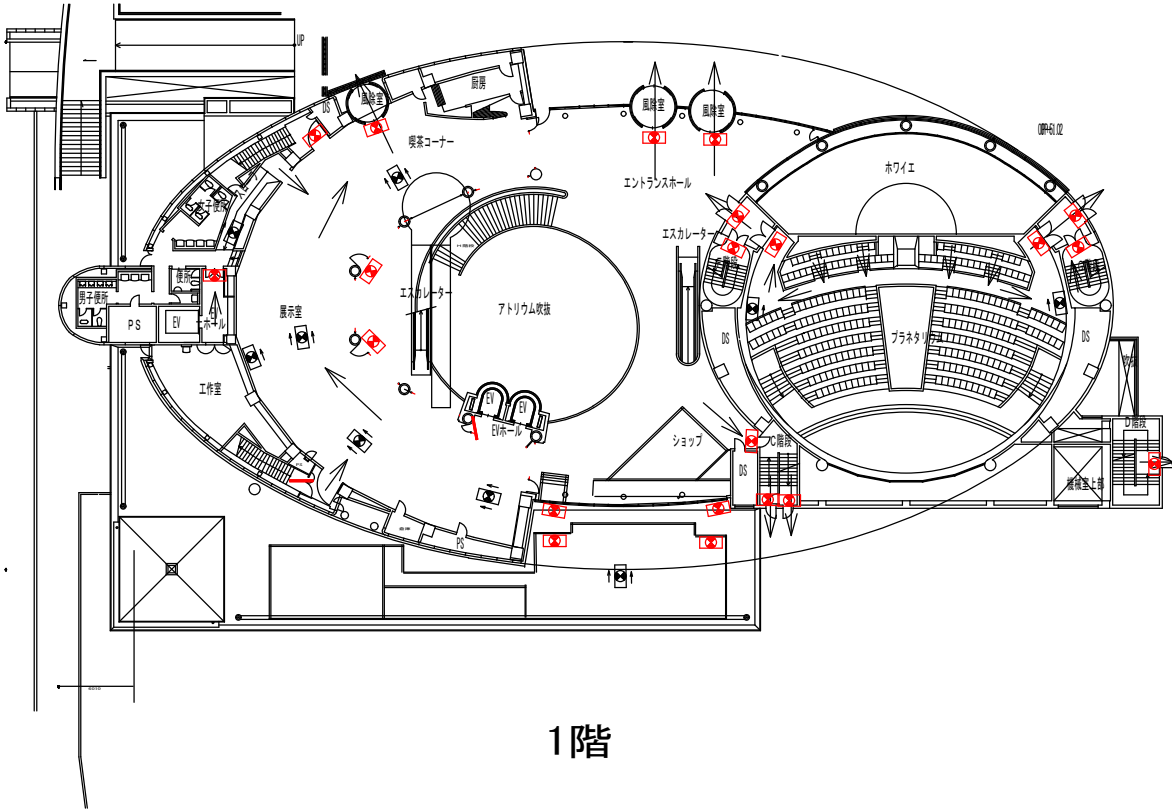 UP
厨房
DS
風除室
風除室
風除室
喫茶コーナー
ホワイエ
エントランスホール
女子便所
エスカレーター
便所
男子便所
エスカレーター
アトリウム吹抜
展示室
PS
EV
ホール
DS
プラネタリウム
DS
工作室
EV
EV
EVホール
ショップ
C階段
D階段
DS
機械室上部
PS
1階